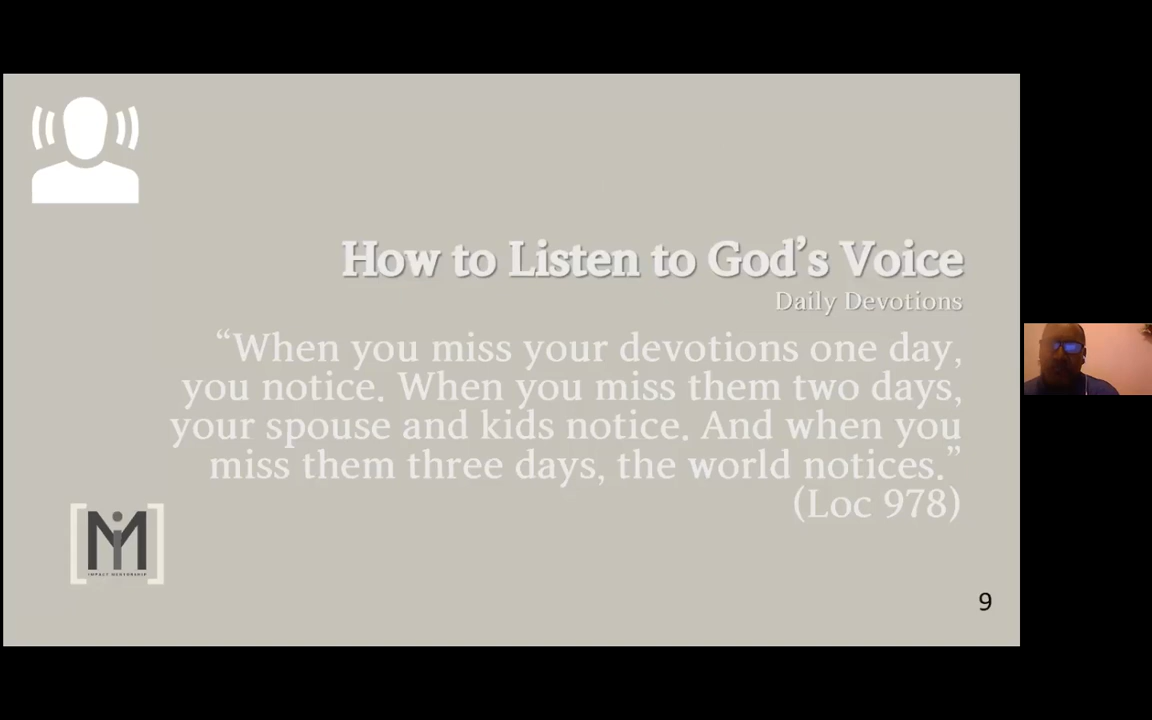 How to Listen to God’s Voice
Daily Devotions
“When you miss your devotions one day,
you notice. When you miss them two days,
your spouse and kids notice. And when you
miss them three days, the world notices.”
(Loc 978)
IMPACT MENTORSHIP
9